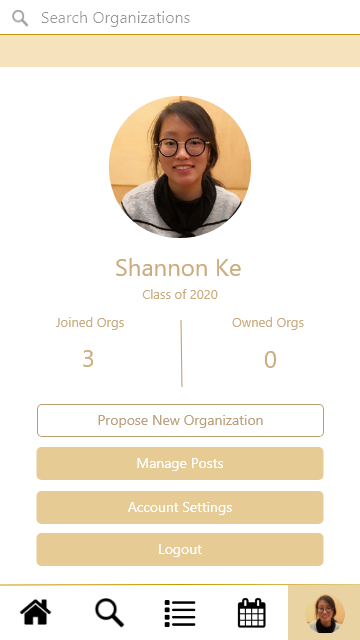 Search Organizations
Shannon Ke
Class of 2020
Joined Orgs
Owned Orgs
3
0
Propose New Organization
Manage Posts
Account Settings
Logout